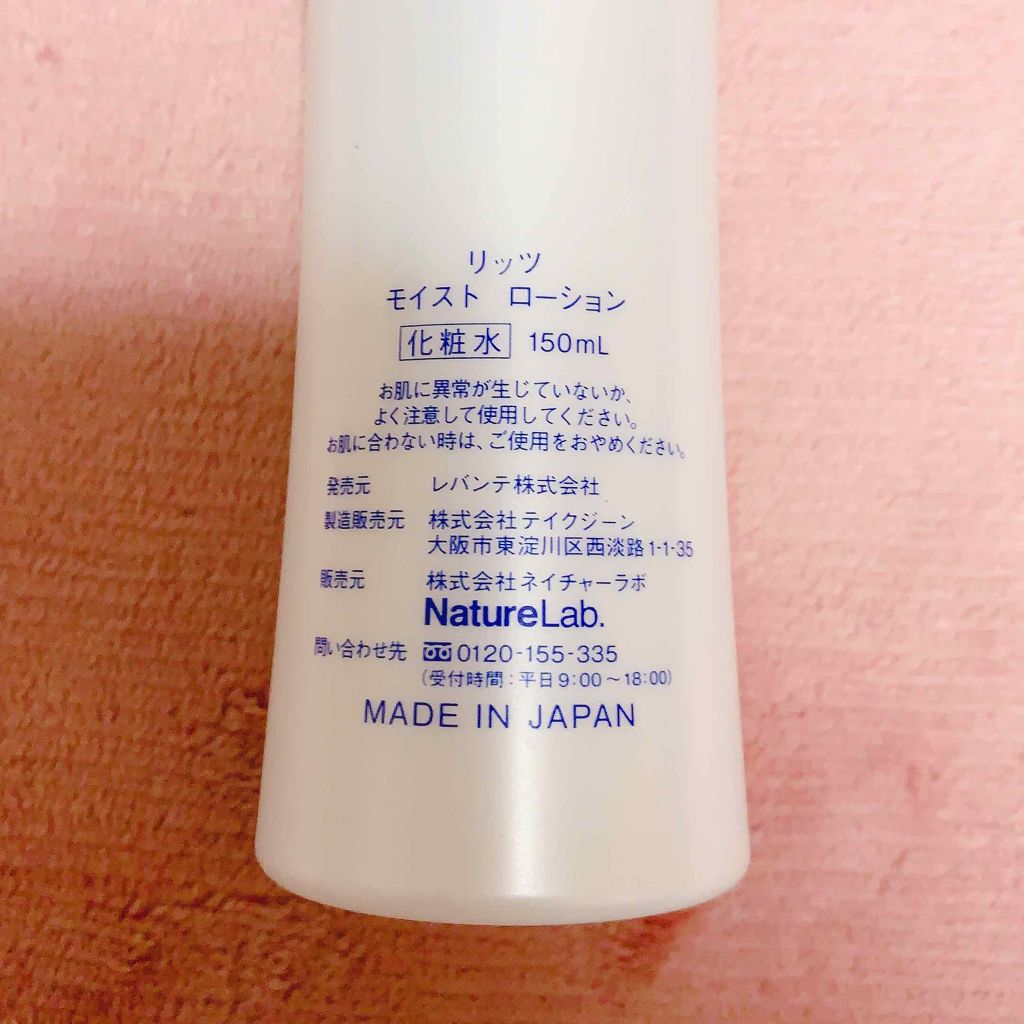 リッツ
モイスト ローション
化粧水 150mL
お肌に異常が生じていないか、
よく注意して使用してください。
お肌に合わない時は、ご使用をおやめください。
発売元 レバンテ株式会社
製造販売元 株式会社テイクジーン
大阪市東淀川区西淡路1-1-35
販売元 株式会社ネイチャーラボ
NatureLab.
問い合わせ先 0120-155-335
(受付時間:平日9:00~18:00)
MADE IN JAPAN